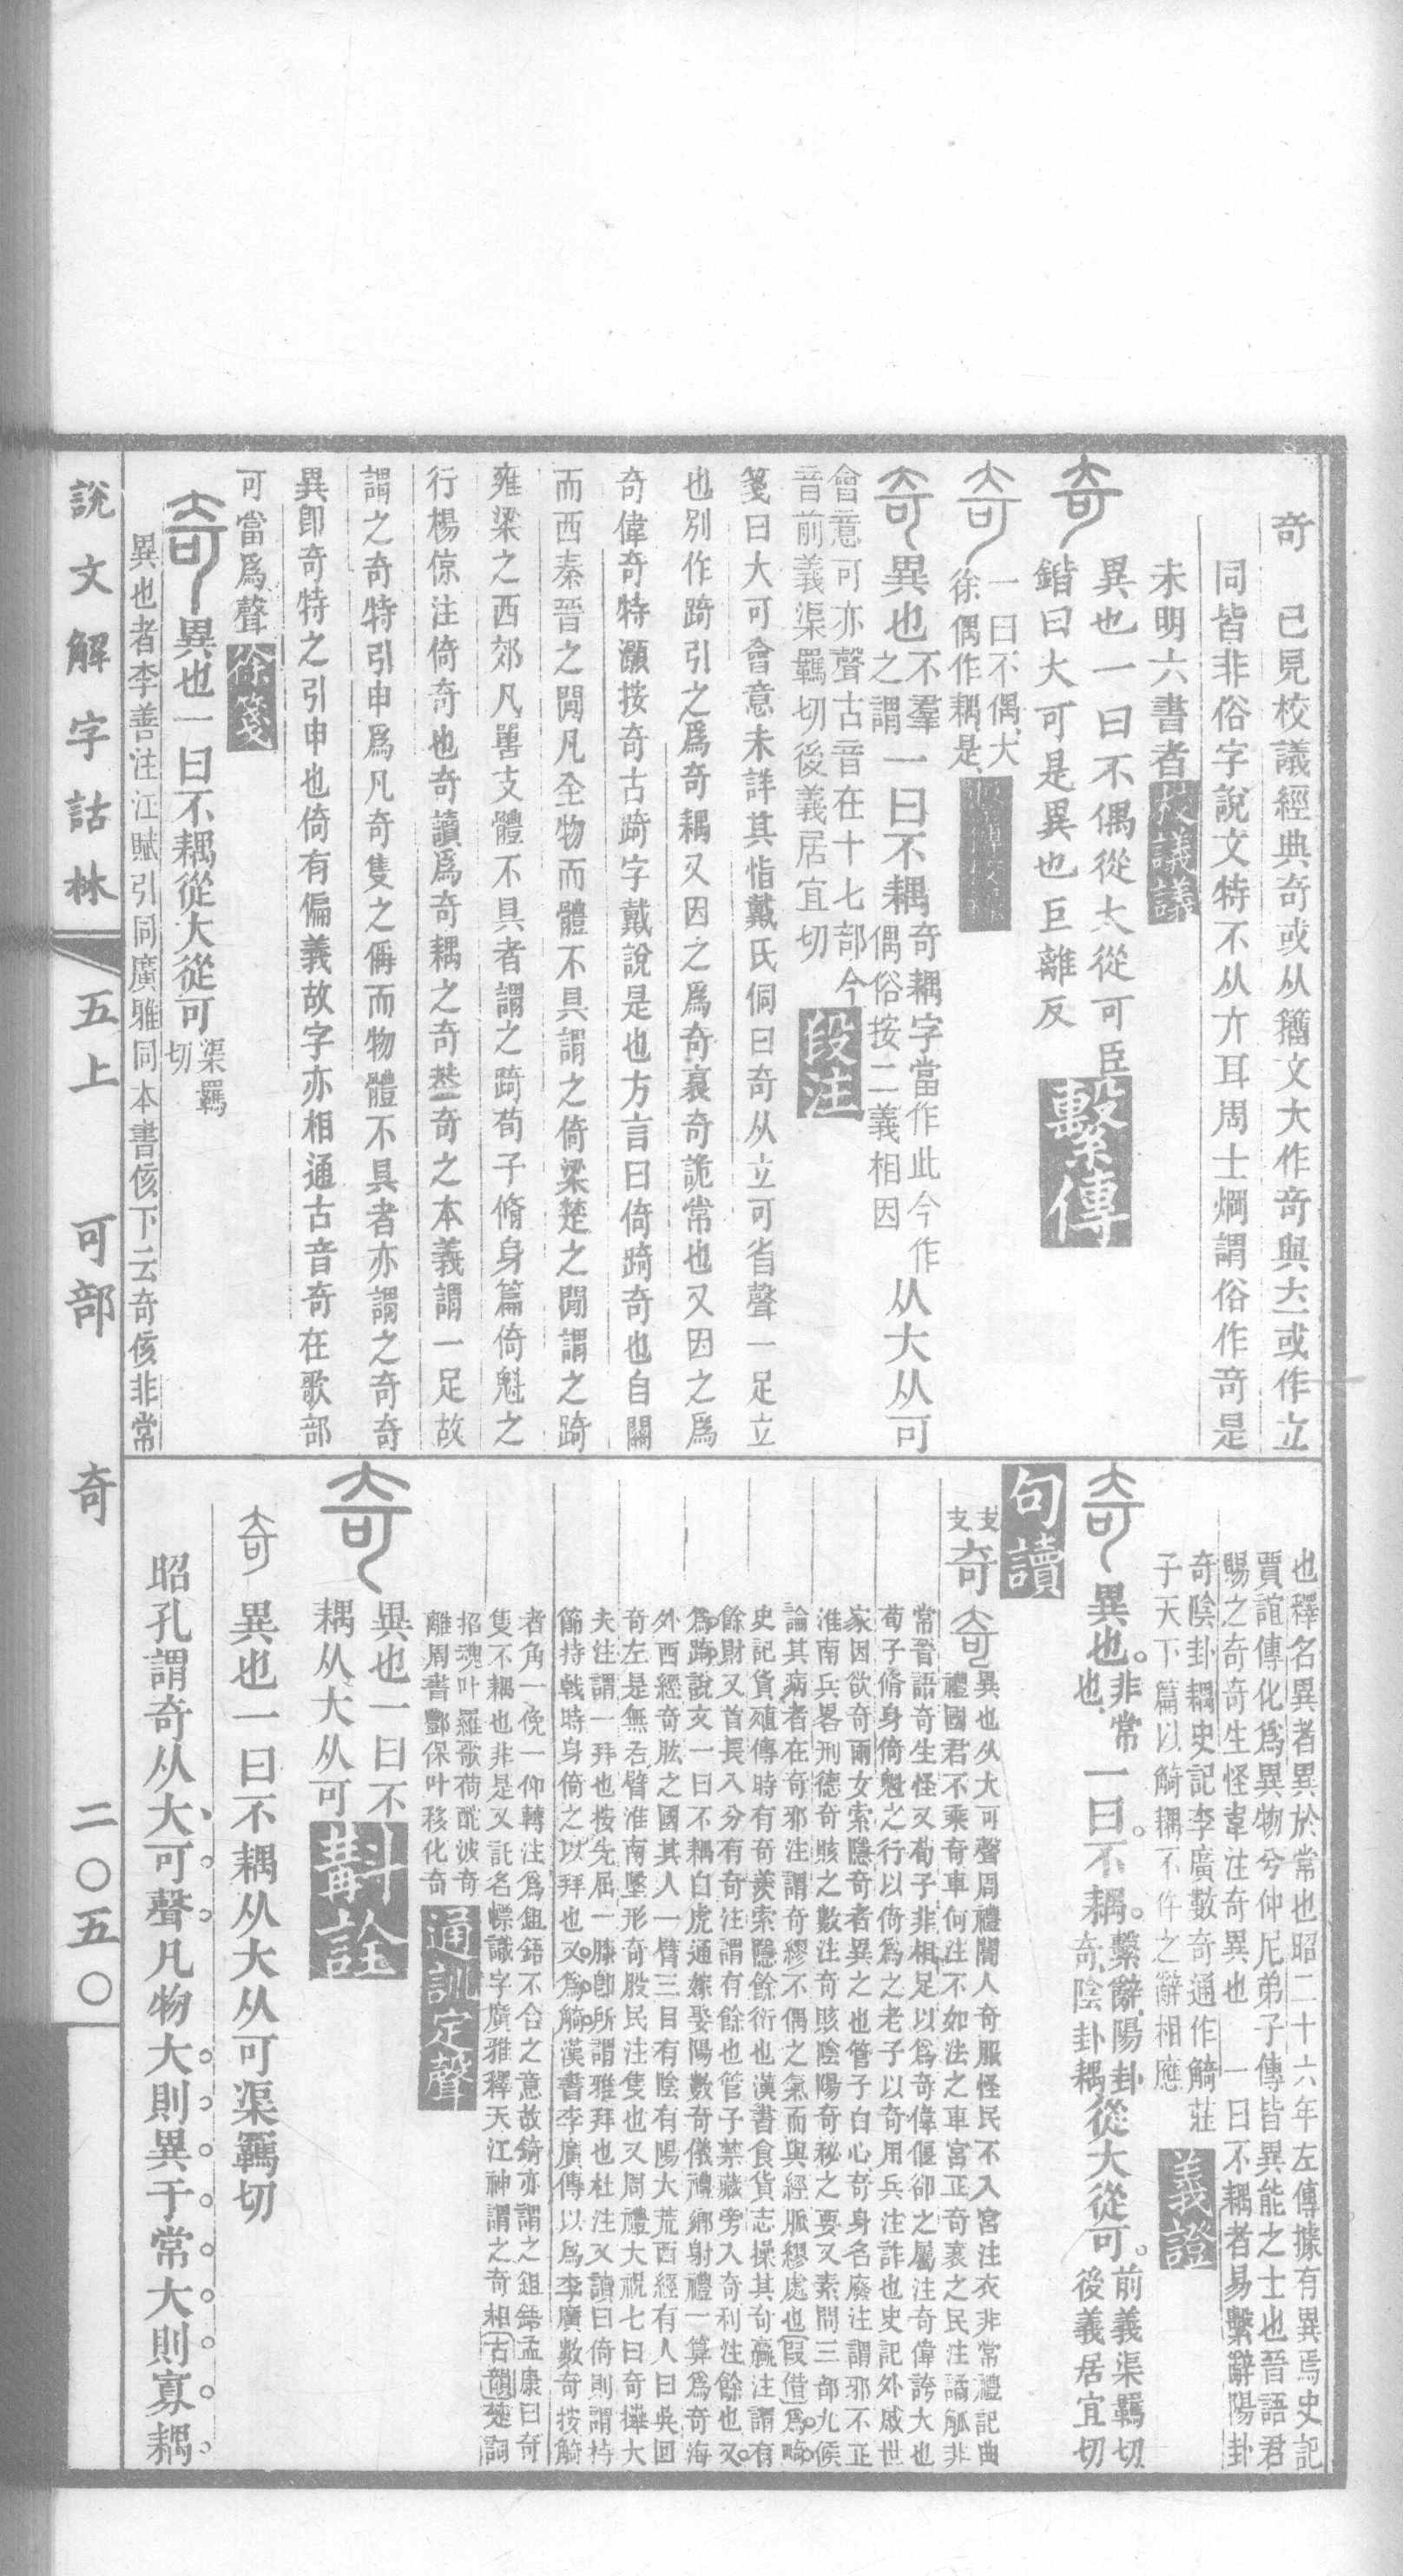 奇　已見校議經典奇或从籒文大作竒與𡗗或作立
同皆非俗字說文特不从亣耳周士㷼謂俗作竒是
未明六書者校議議
奇
異也一曰不偶從大從可臣
鍇曰大可是異也巨離反繫傳
奇
一曰不偶大
徐偶作耦是
奇異也
不羣
之謂
一曰不耦
奇耦字當作此今作
偶俗按二義相因
从大从可
會意可亦聲古音在十七部今
音前義渠羈切後義居宜切
段注
箋曰大可會意未詳其恉戴氏侗曰奇从立可省聲一足立
也別作踦引之爲奇耦又因之爲奇衺奇詭常也又因之爲
奇偉奇特灝按奇古踦字戴說是也方言曰倚踦奇也自關
而西秦晉之閒凡全物而體不具謂之倚梁楚之閒謂之踦
雍梁之西郊凡嘼支體不具者謂之踦荀子脩身篇倚魁之
行楊倞注倚奇也奇讀爲奇耦之奇葢奇之本義謂一足故
謂之奇特引申爲凡奇隻之偁而物體不具者亦謂之奇奇
異卽奇特之引申也倚有偏義故字亦相通古音奇在歌部
可當爲聲徐箋
奇異也一曰不耦從大從可
渠羈
切
異也者李善注江賦引同廣雅同本書侅下云奇侅非常
也釋名異者異於常也昭二十六年左傳據有異焉史記
賈誼傳化爲異物兮仲尼弟子傳皆異能之士也晉語君
賜之奇奇生怪韋注奇異也　一曰不耦者易繫辭陽卦
奇陰卦耦史記李廣數奇通作觭莊
子天下篇以觭耦不仵之辭相應
義證
奇異也
非常
也
一曰不耦
繫辭陽卦
奇陰卦耦
從大從可
前義渠羈切
後義居宜切
句讀
支
支
奇奇
異也从大可聲周禮閽人奇服怪民不入宮注衣非常禮記曲
禮國君不乘奇車何注不如法之車宮正奇衺之民注譎觚非
常晉語奇生怪又荀子非相足以爲奇偉偃卻之屬注奇偉誇大也
荀子脩身倚魁之行以倚爲之老子以奇用兵注詐也史記外戚世
家因欲奇兩女索隱奇者異之也管子白心奇身名廢注謂邪不正
淮南兵畧刑德奇賅之數注奇賅陰陽奇秘之要又素問三部九候
論其病者在奇邪注謂奇繆不偶之氣而與經脈繆處也假借爲畸
史記貨殖傳時有奇羨索隱餘衍也漢書食貨志操其奇贏注謂有
餘財又首長入分有奇注謂有餘也管子禁藏旁入奇利注餘也又
爲踦說文一曰不耦白虎通嫁娶陽數奇儀禮鄉射禮一算爲奇海
外西經奇肱之國其人一臂三目有陰有陽大荒西經有人曰吳回
奇左是無右臂淮南墬形奇股民注隻也又周禮大祝七曰奇𢷎大
夫注謂一拜也按先屈一膝卽所謂雅拜也杜注又讀曰倚則謂持
節持戟時身倚之以拜也又爲觭漢書李廣傳以爲李廣數奇按觭
者角一俛一仰轉注爲鉏鋙不合之意故錡亦謂之鉏鋙孟康曰奇
隻不耦也非是又託名幖識字廣雅釋天江神謂之奇相古韻楚詞
招魂叶羅歌荷酡波奇
離周書酆保叶移化奇
通訓定聲
奇
異也一曰不
耦从大从可
斠詮
奇　異也一曰不耦从大从可渠羈切
昭孔謂奇从大可聲凡物大則異于常大則寡耦
說文解字詁林　五上　可部　奇　二〇五〇